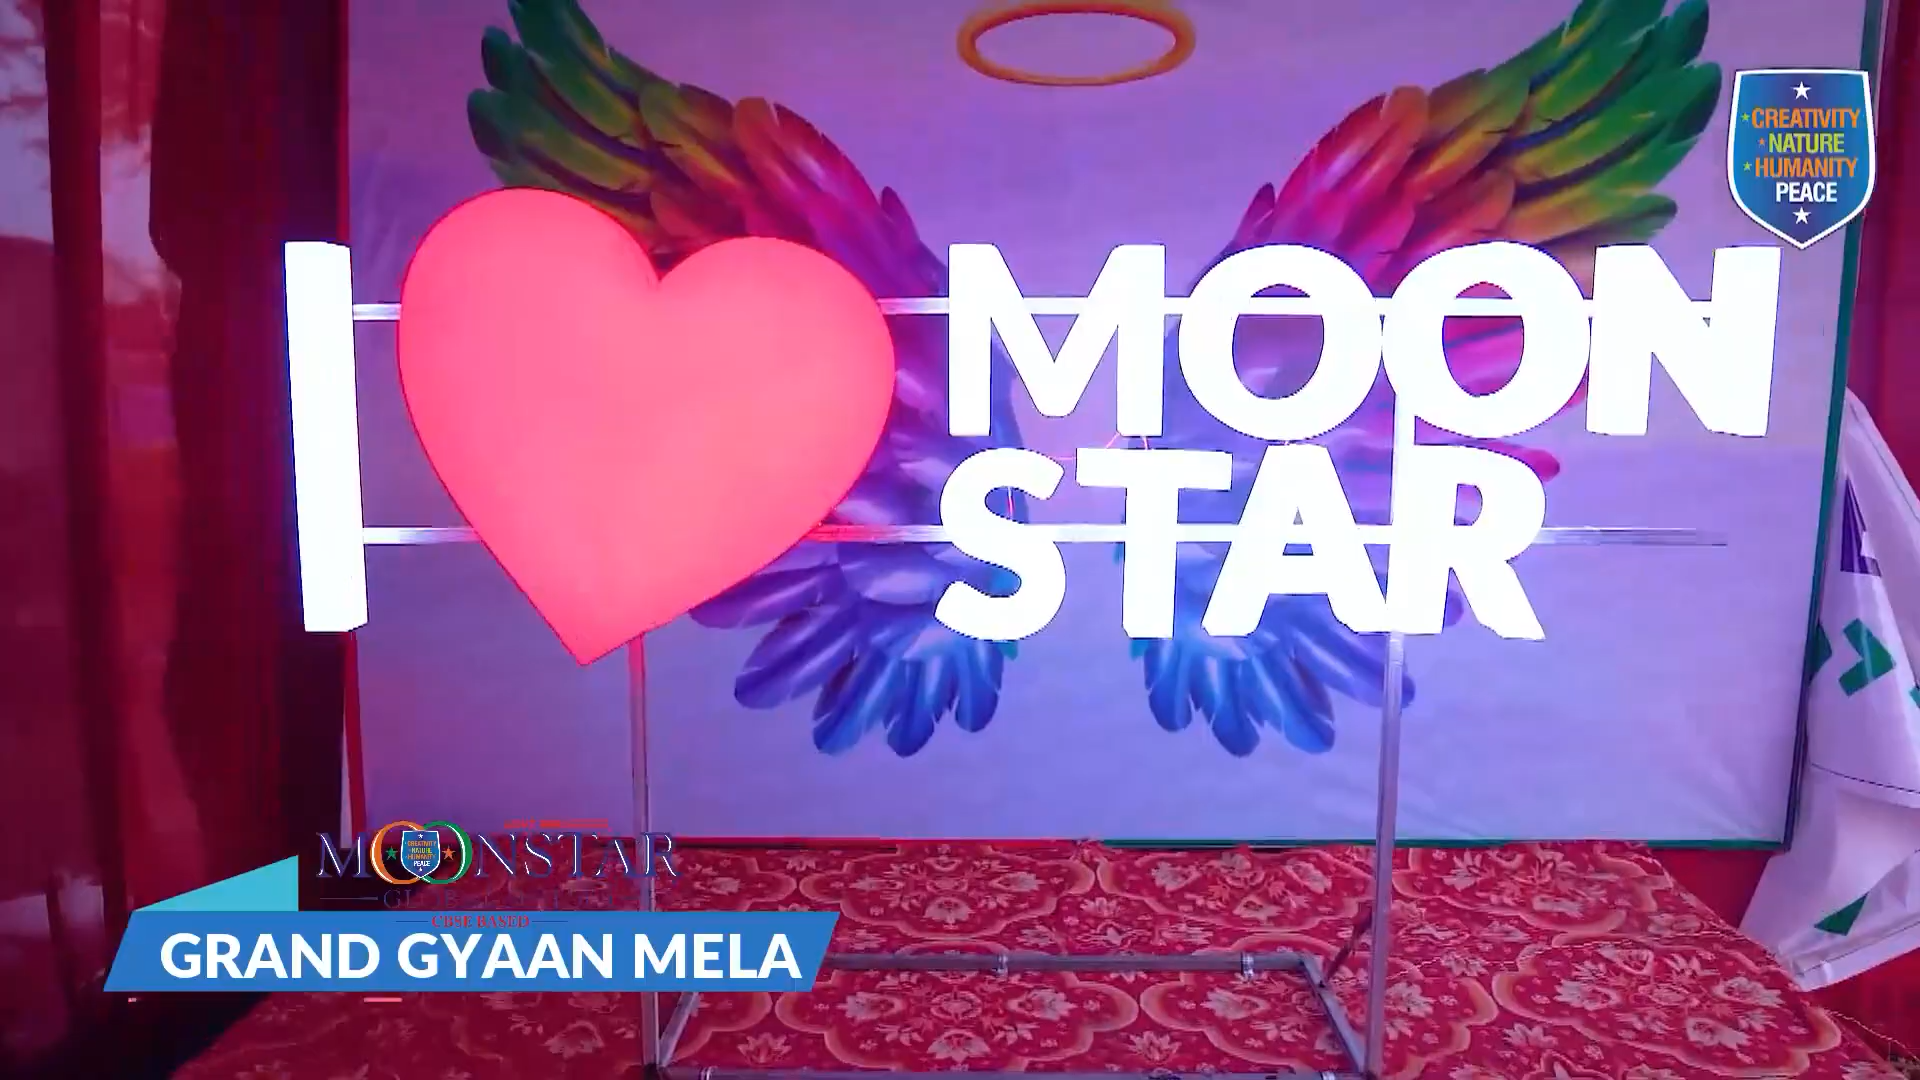 CREATIVITY
NATURE
HUMANITY
PEACE
I MOON
STAR
MOONSTAR
CBSE BASED
GRAND GYAAN MELA